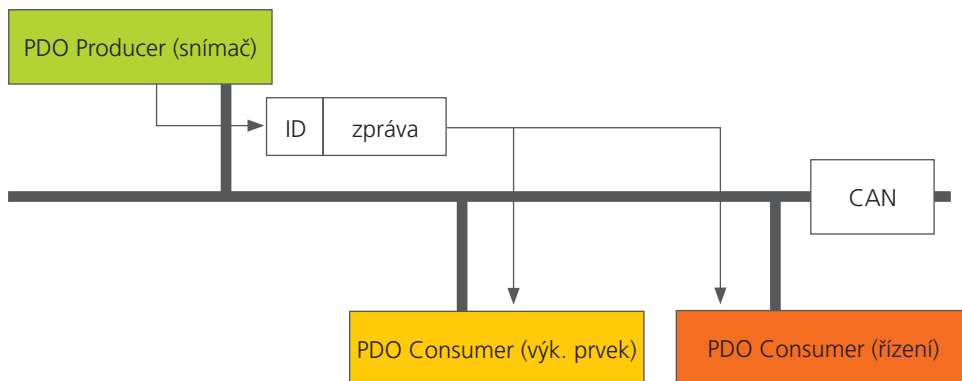 PDO Producer (snímač)
ID
zpráva
CAN
PDO Consumer (výk. prvek)
PDO Consumer (řízení)